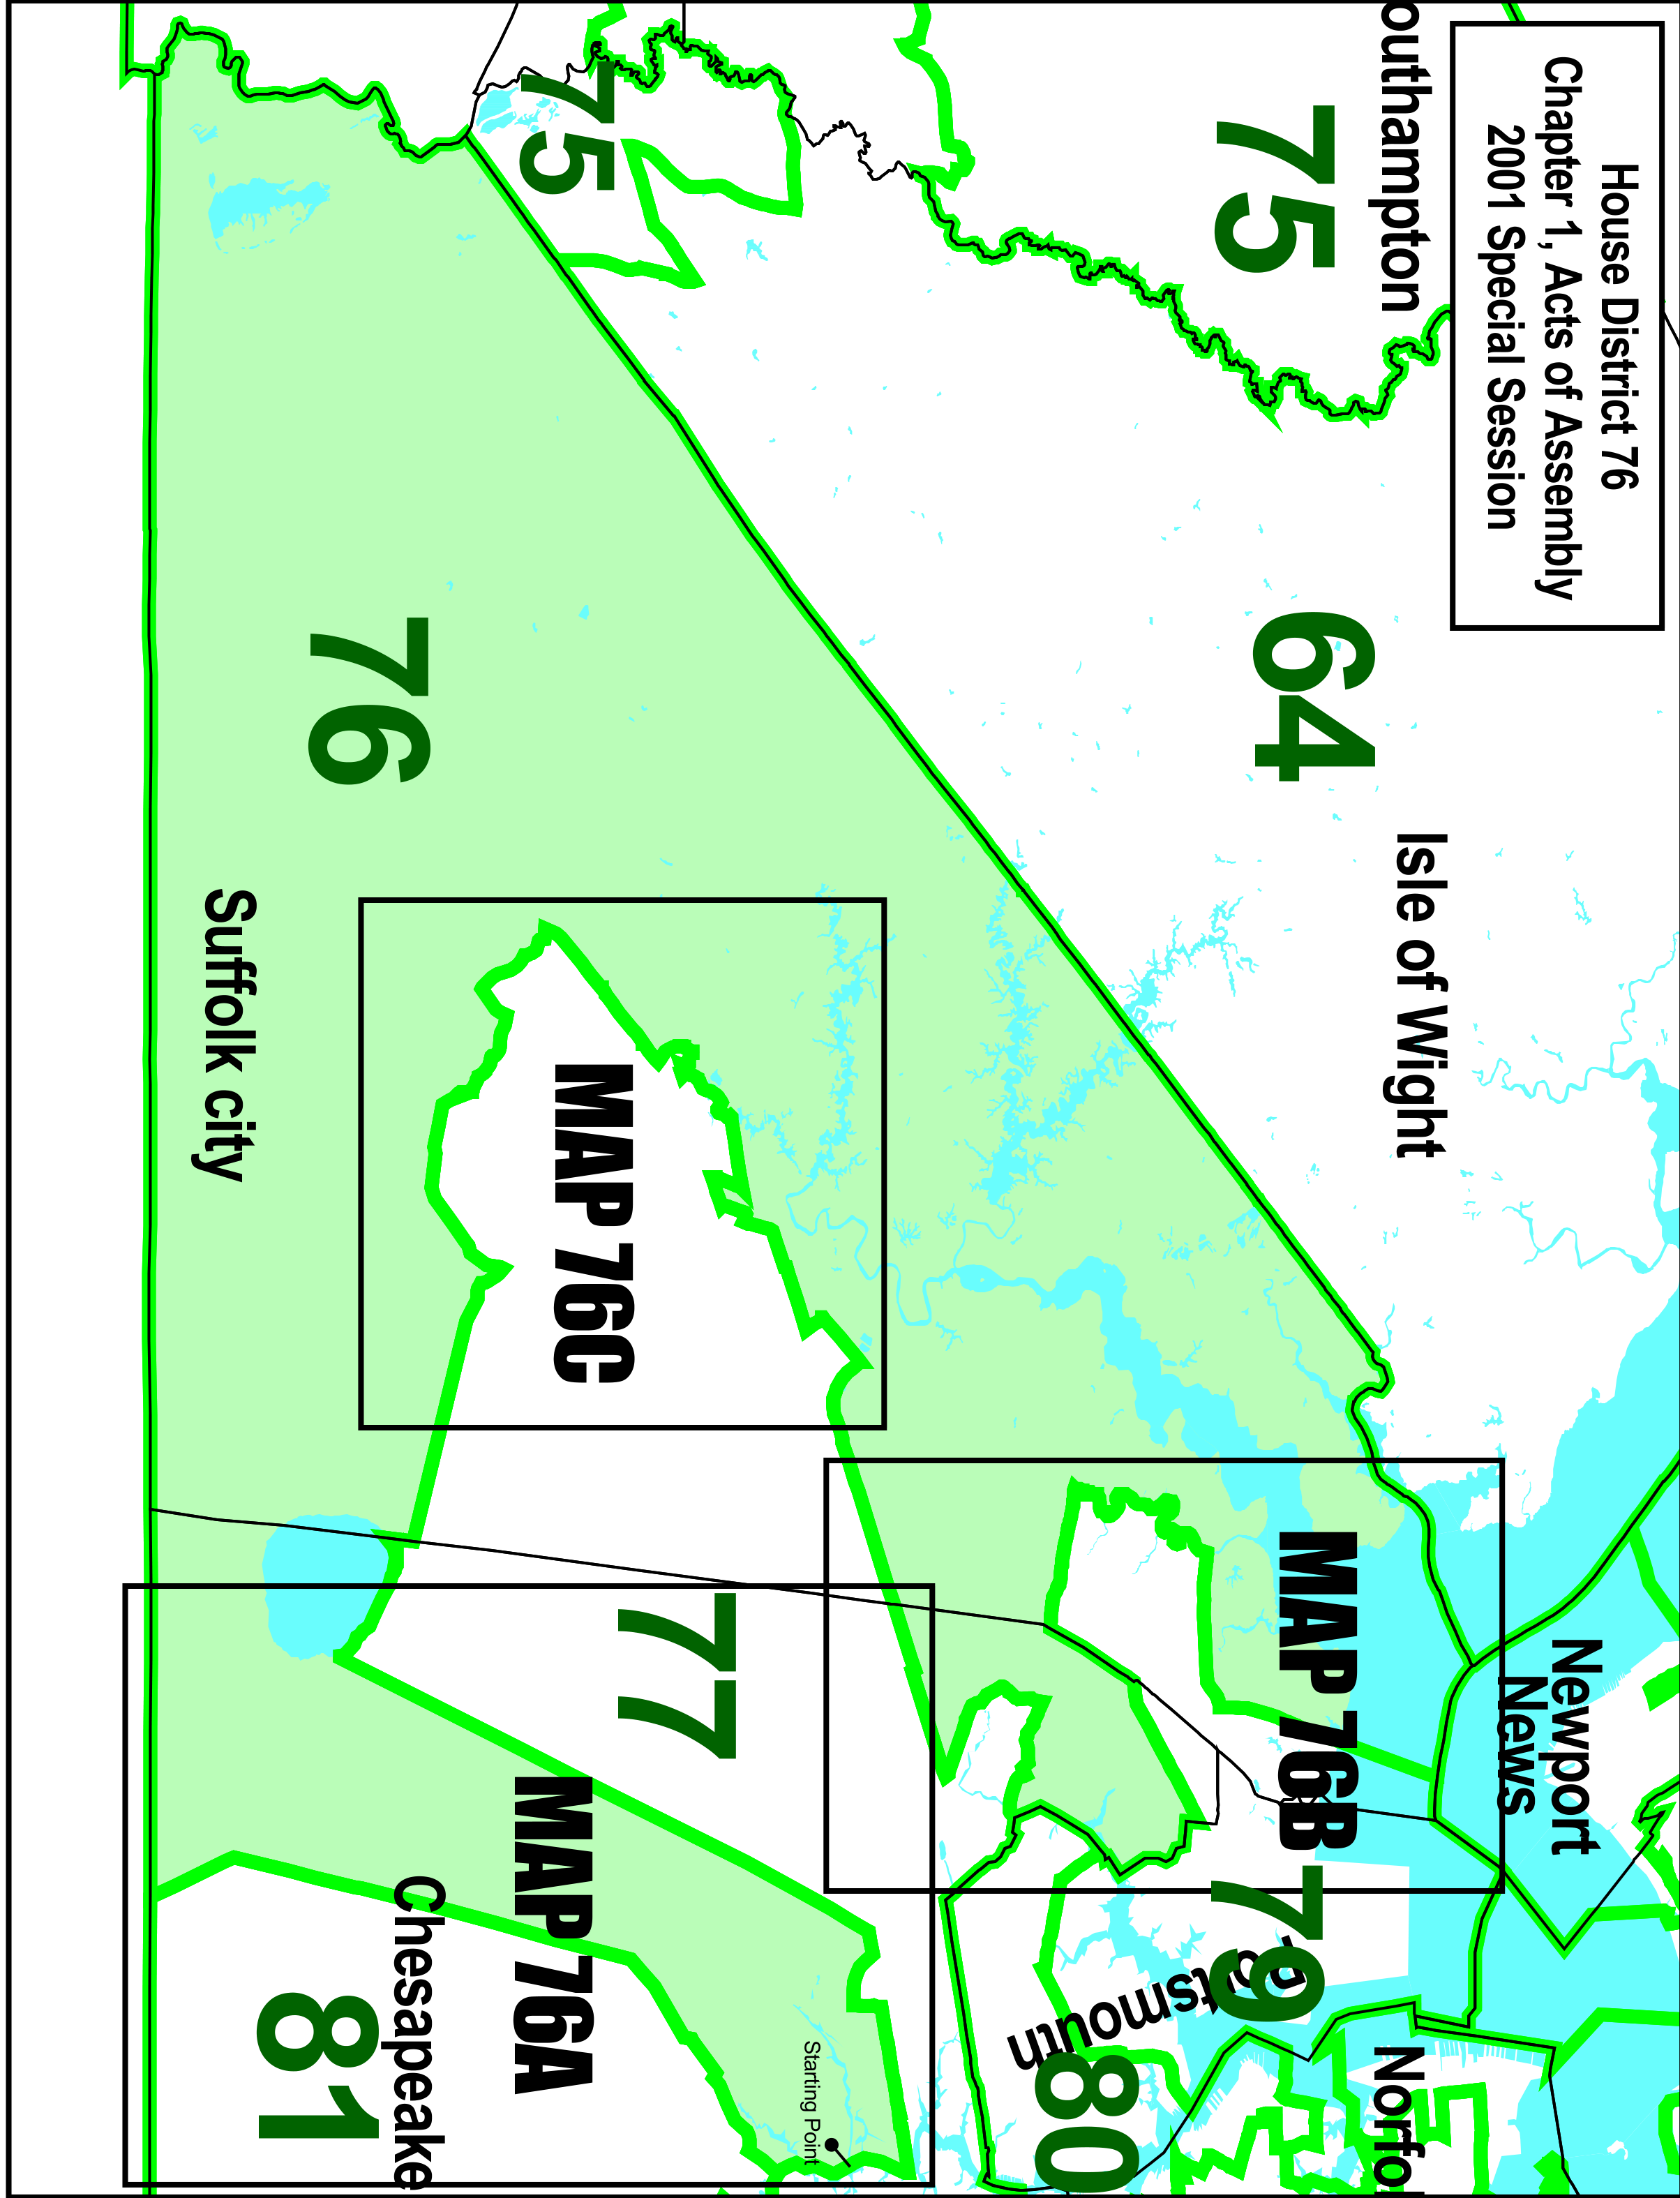 House District 76
Chapter 1, Acts of Assembly
2001 Special Session
outhampton
75
75
64
Isle of Wight
76
Suffolk city
MAP 76C
MAP 76B
Newport
News
77
MAP 76A
79
Portsmouth
80
Norfol
Chesapeake
81
Starting Point